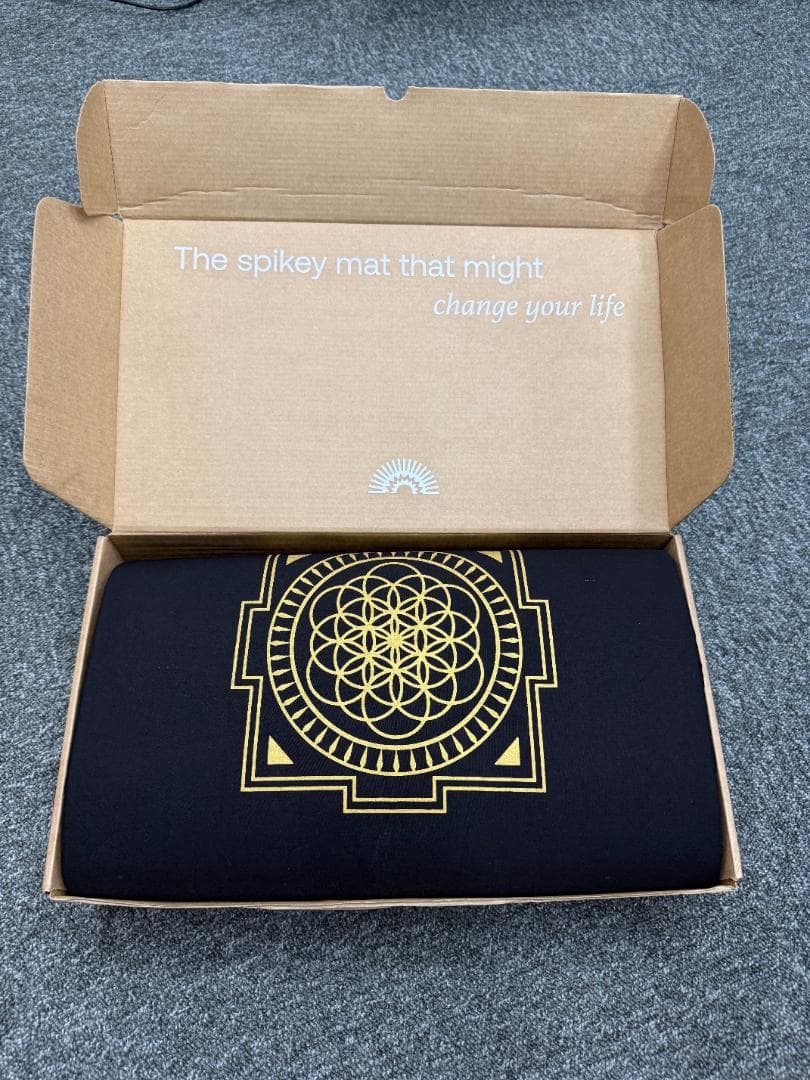 The spikey mat that might
change your life